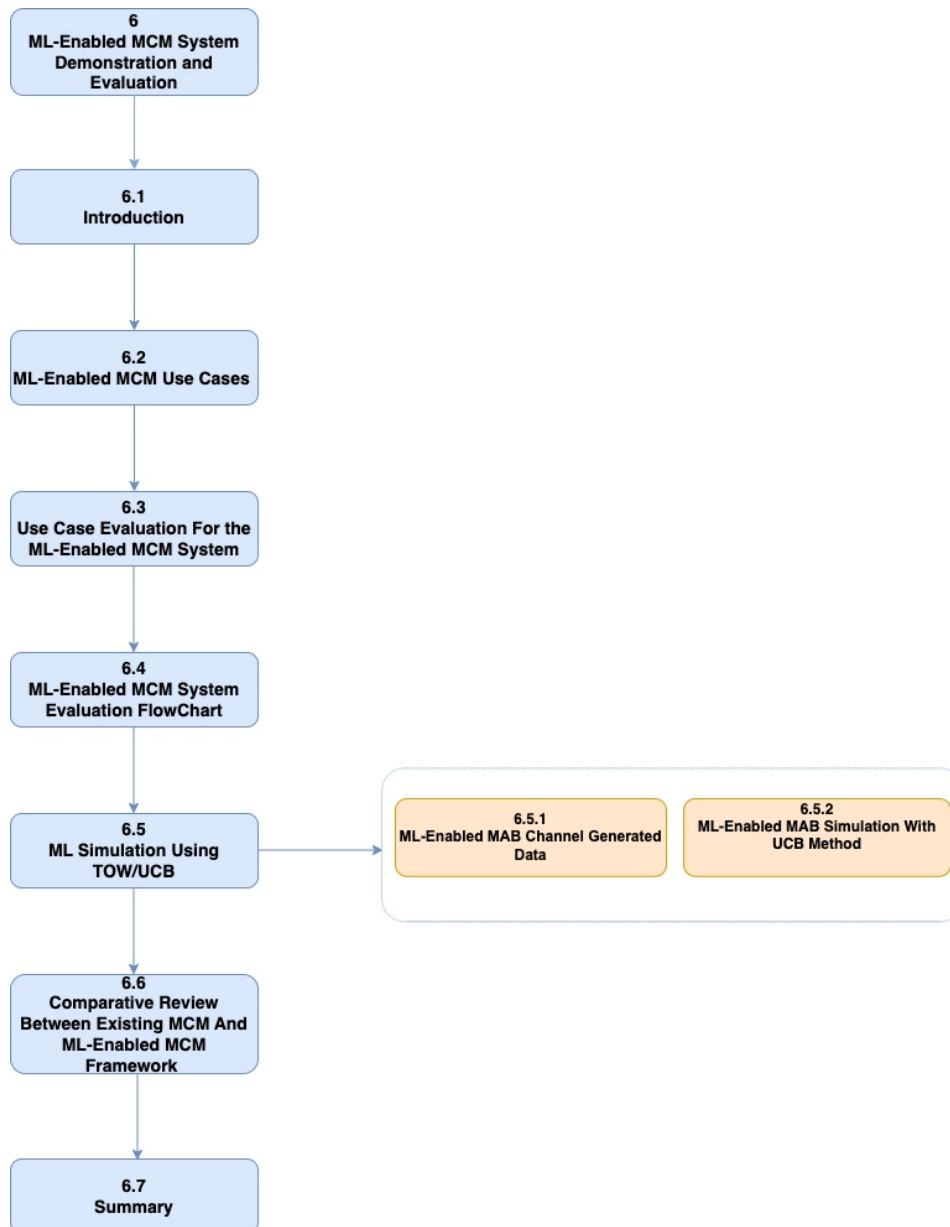 6
ML-Enabled MCM System
Demonstration and
Evaluation
6.1
Introduction
6.2
ML-Enabled MCM Use Cases
6.3
Use Case Evaluation For the
ML-Enabled MCM System
6.4
ML-Enabled MCM System
Evaluation FlowChart
6.5
ML Simulation Using
TOW/UCB
6.5.1
ML-Enabled MAB Channel Generated
Data
6.5.2
ML-Enabled MAB Simulation With
UCB Method
6.6
Comparative Review
Between Existing MCM And
ML-Enabled MCM
Framework
6.7
Summary